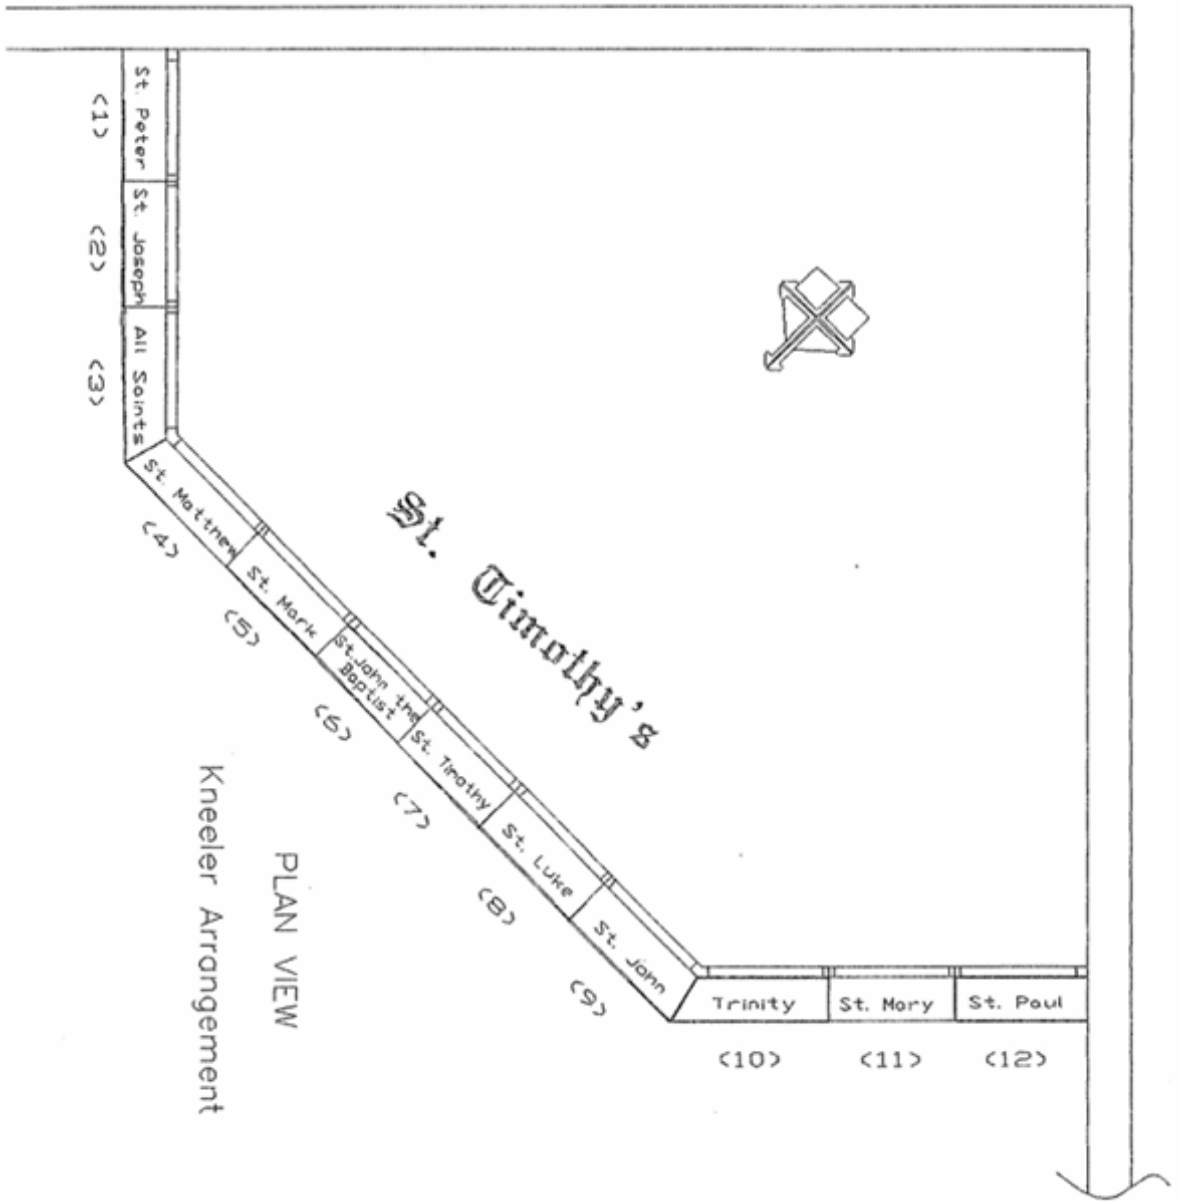 St. Peter
(1)
St. Joseph
(2)
All Saints
(3)
St. Matthew
(4)
St. Mark
(5)
St. John the
Baptist
(6)
St. Timothy
(7)
St. Luke
(8)
St. John
(9)
Trinity
(10)
St. Mary
(11)
St. Paul
(12)
St. Timothy's
PLAN VIEW
Kneeler Arrangement